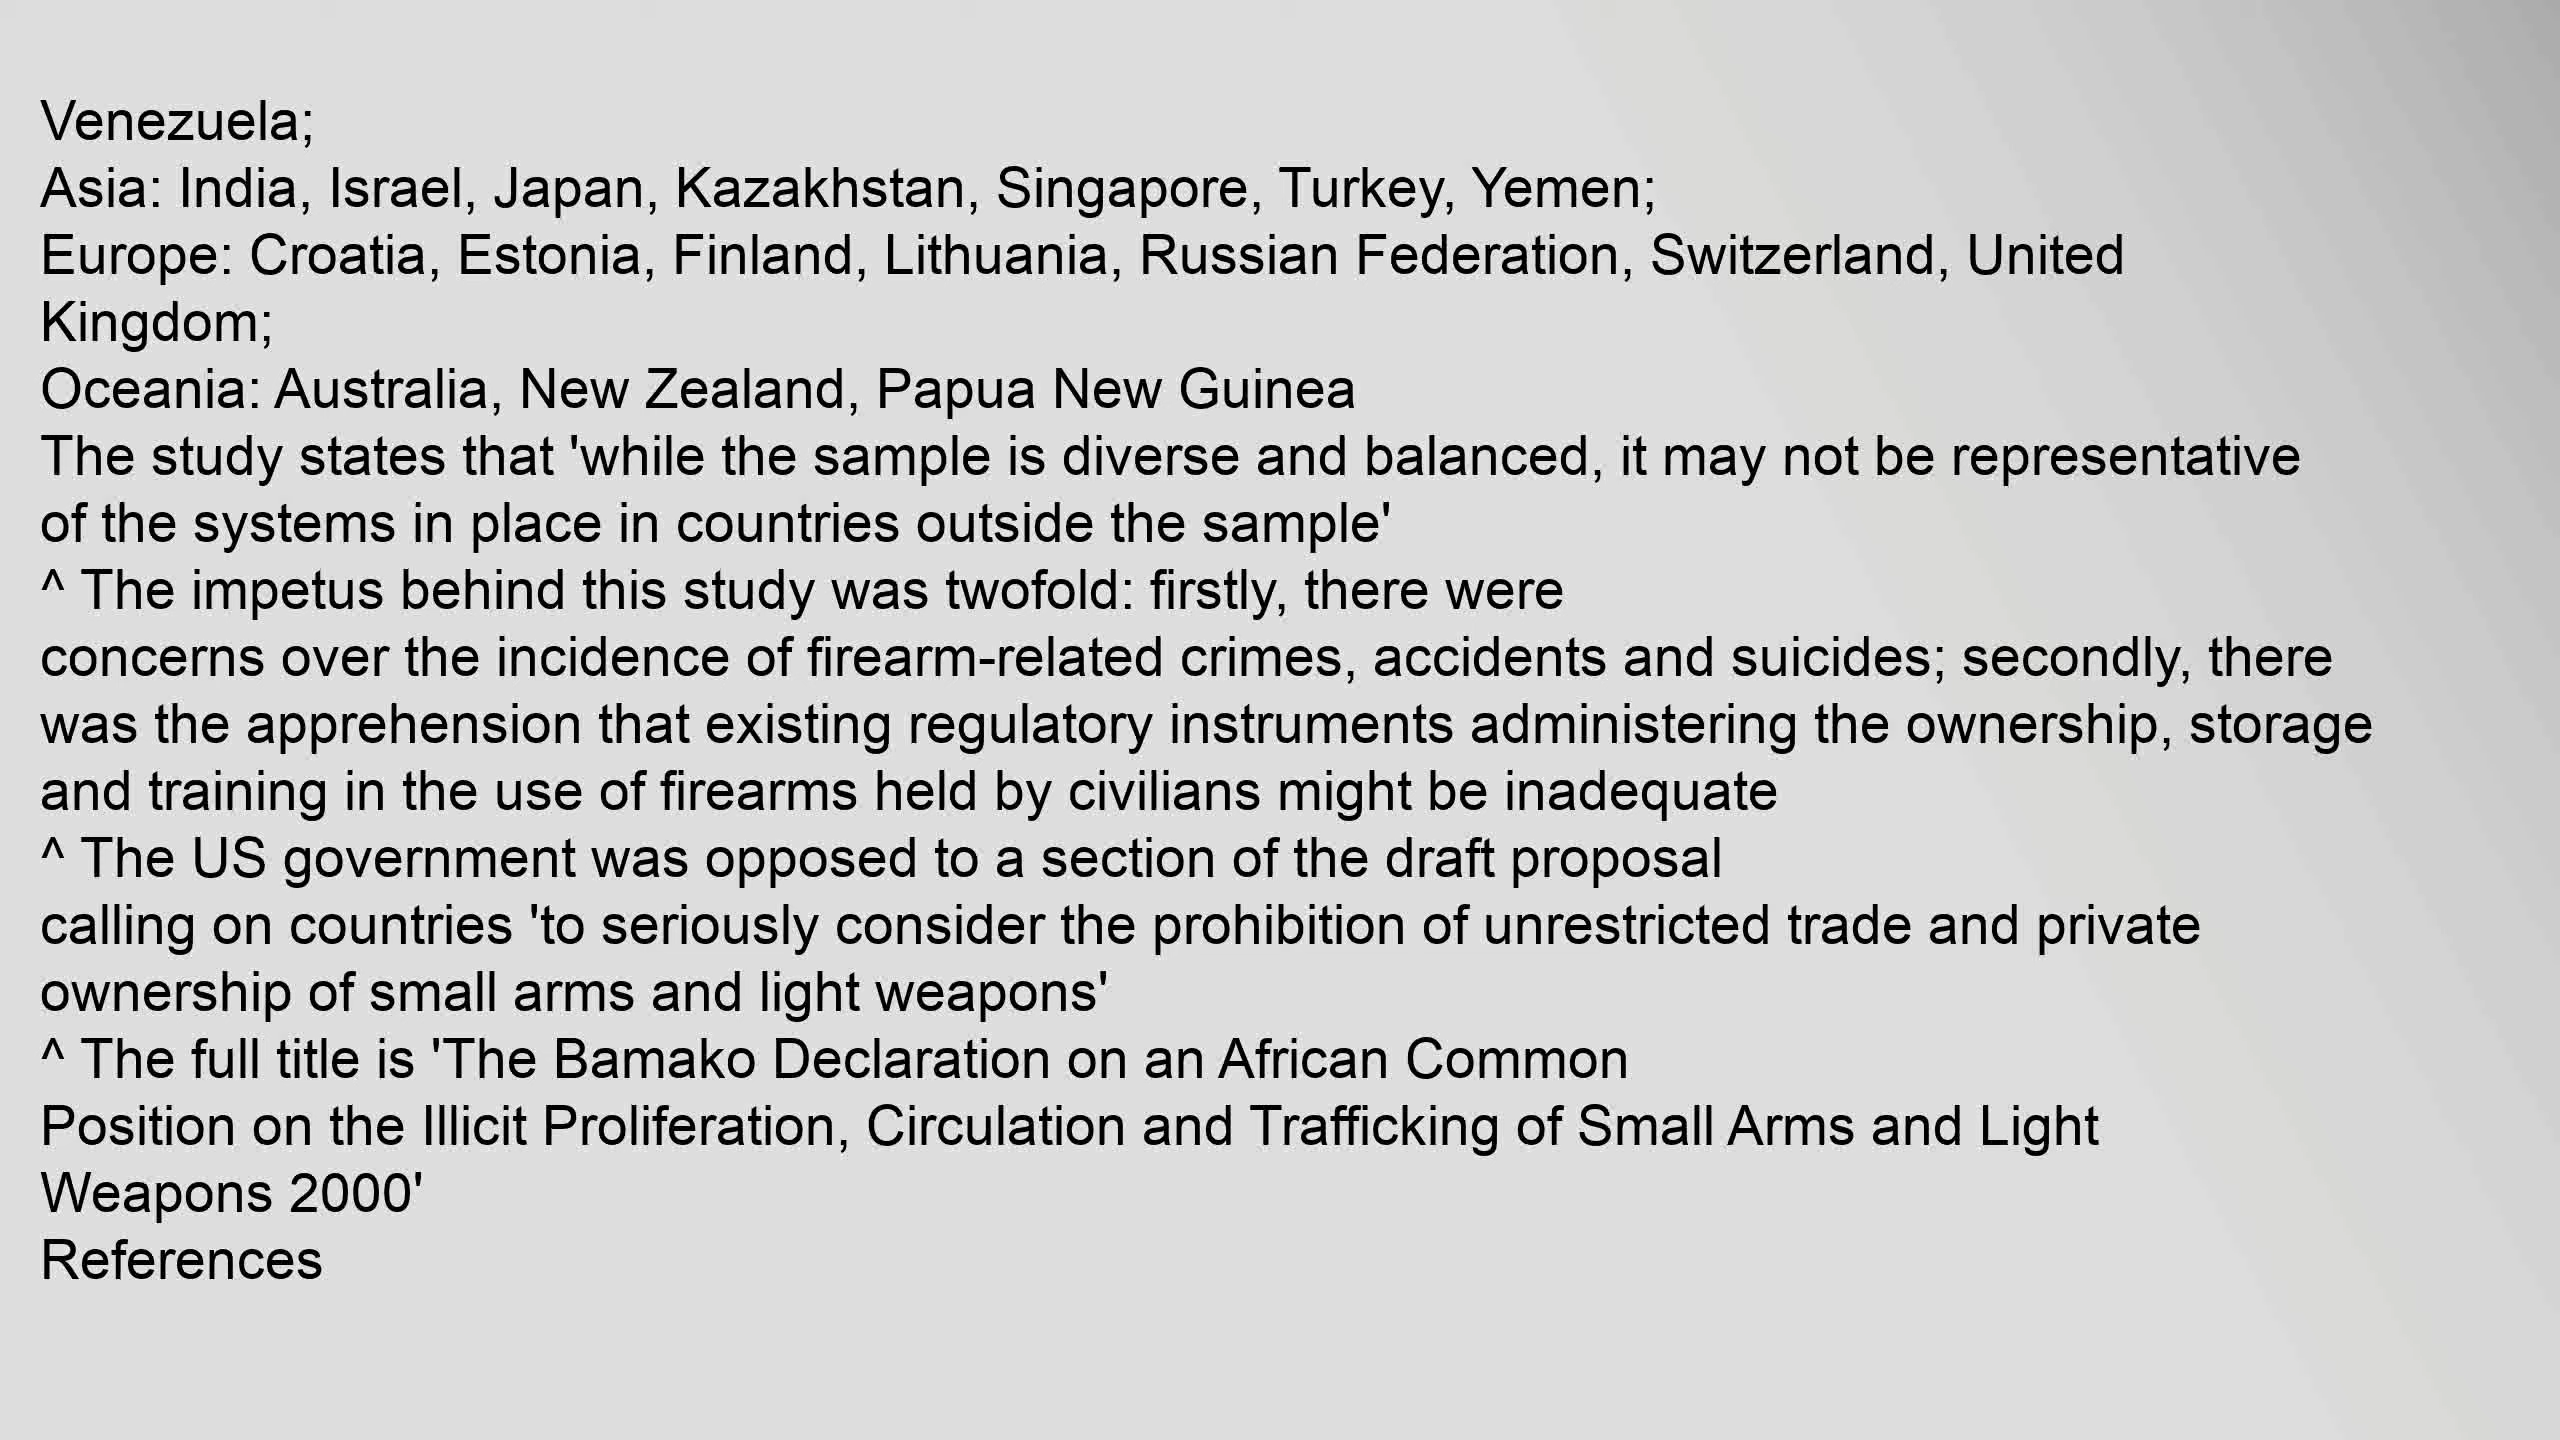 Venezuela;
Asia: India, Israel, Japan, Kazakhstan, Singapore, Turkey, Yemen;
Europe: Croatia, Estonia, Finland, Lithuania, Russian Federation, Switzerland, United
Kingdom;
Oceania: Australia, New Zealand, Papua New Guinea
The study states that 'while the sample is diverse and balanced, it may not be representative
of the systems in place in countries outside the sample'
^ The impetus behind this study was twofold: firstly, there were
concerns over the incidence of firearm-related crimes, accidents and suicides; secondly, there
was the apprehension that existing regulatory instruments administering the ownership, storage
and training in the use of firearms held by civilians might be inadequate
^ The US government was opposed to a section of the draft proposal
calling on countries 'to seriously consider the prohibition of unrestricted trade and private
ownership of small arms and light weapons'
^ The full title is 'The Bamako Declaration on an African Common
Position on the Illicit Proliferation, Circulation and Trafficking of Small Arms and Light
Weapons 2000'
References